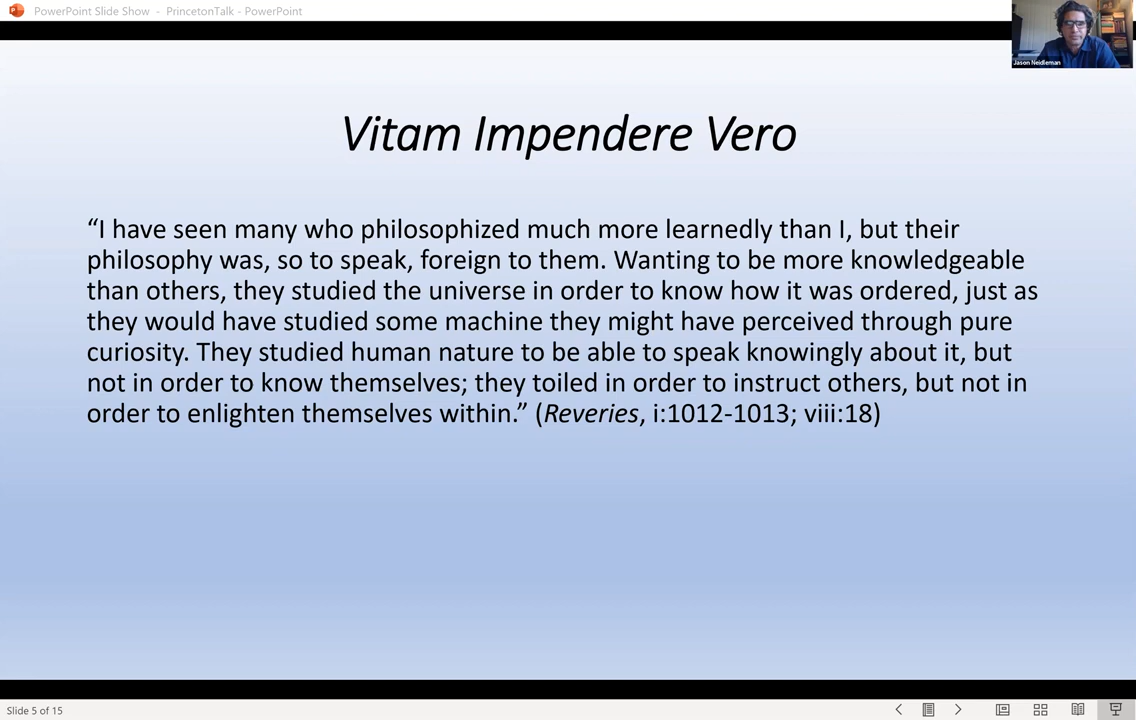 PowerPoint Slide Show - PrincetonTalk - PowerPoint
Jason Neidleman
Vitam Impendere Vero
“I have seen many who philosophized much more learnedly than I, but their
philosophy was, so to speak, foreign to them. Wanting to be more knowledgeable
than others, they studied the universe in order to know how it was ordered, just as
they would have studied some machine they might have perceived through pure
curiosity. They studied human nature to be able to speak knowingly about it, but
not in order to know themselves; they toiled in order to instruct others, but not in
order to enlighten themselves within.” (Reveries, i:1012-1013; viii:18)
Slide 5 of 15